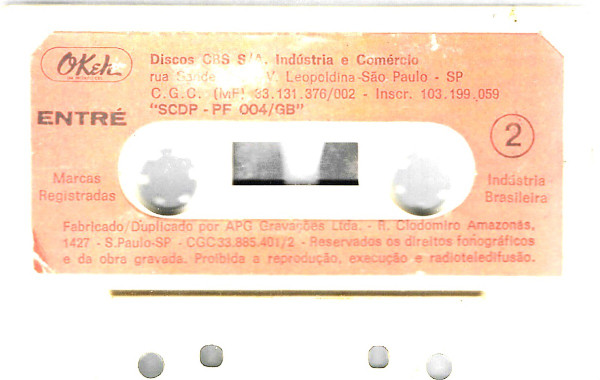 OKeh
Discos CBS S/A. Indústria e Comércio
rua V. Leopoldina-São Paulo - SP
C.G.C. (MF) 33.131.376/002 - Inscr. 103.199.059
"SCDP - PF 004/GB"
ENTRÉ
2
Marcas
Registradas
Indústria
Brasileira
Fabricado/Duplicado por APG Gravações Ltda. - R. Clodomiro Amazonas,
1427 - S.Paulo-SP - CGC33.885.401/2 - Reservados os direitos fonográficos
e da obra gravada. Proibida a reprodução, execução e radioteledifusão.